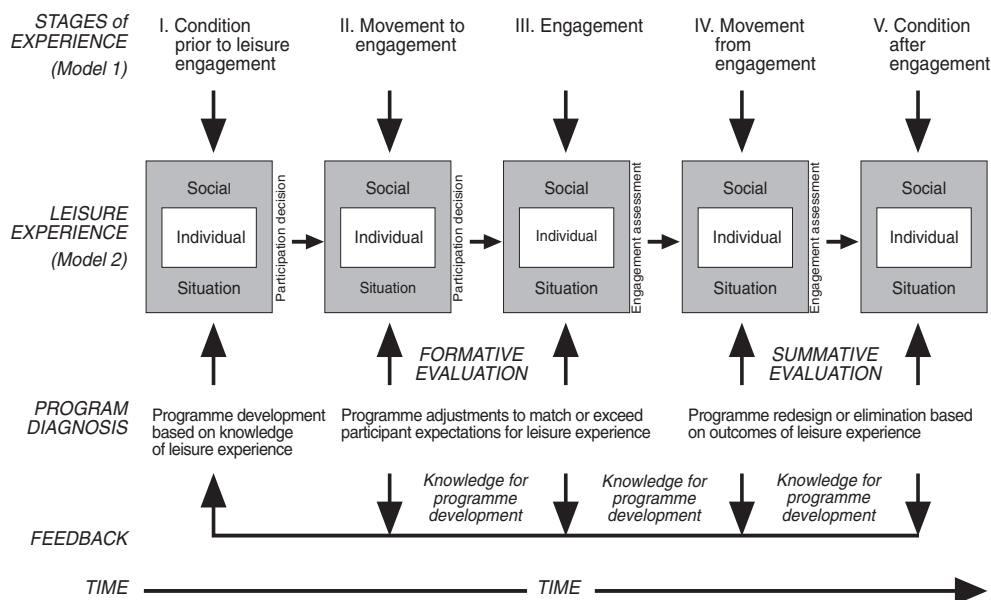 STAGES of
EXPERIENCE
(Model 1)
I. Condition
prior to leisure
engagement
II. Movement to
engagement
III. Engagement
IV. Movement
from
engagement
V. Condition
after
engagement
LEISURE
EXPERIENCE
(Model 2)
Social
Individual
Situation
Participation decision
Social
Individual
Situation
Participation decision
Social
Individual
Situation
Engagement assessment
Social
Individual
Situation
Engagement assessment
Social
Individual
Situation
FORMATIVE
EVALUATION
SUMMATIVE
EVALUATION
PROGRAM
DIAGNOSIS
Programme development
based on knowledge
of leisure experience
Programme adjustments to match or exceed
participant expectations for leisure experience
Programme redesign or elimination based
on outcomes of leisure experience
Knowledge for
programme
development
Knowledge for
programme
development
Knowledge for
programme
development
FEEDBACK
TIME
TIME